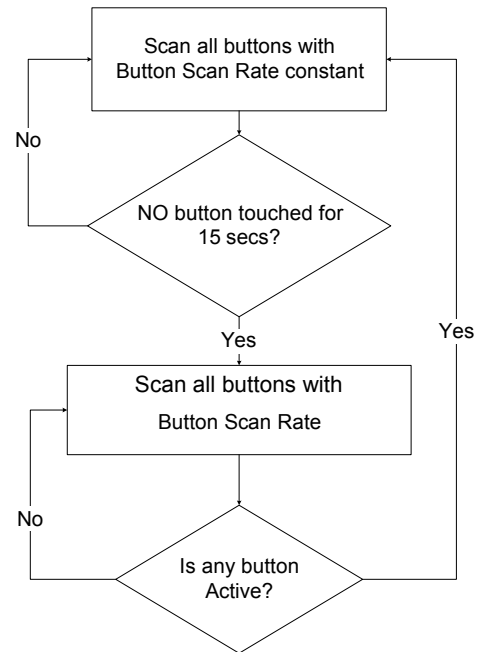 Scan all buttons with
Button Scan Rate constant
No
NO button touched for
15 secs?
Yes
Yes
Scan all buttons with
Button Scan Rate
No
Is any button
Active?